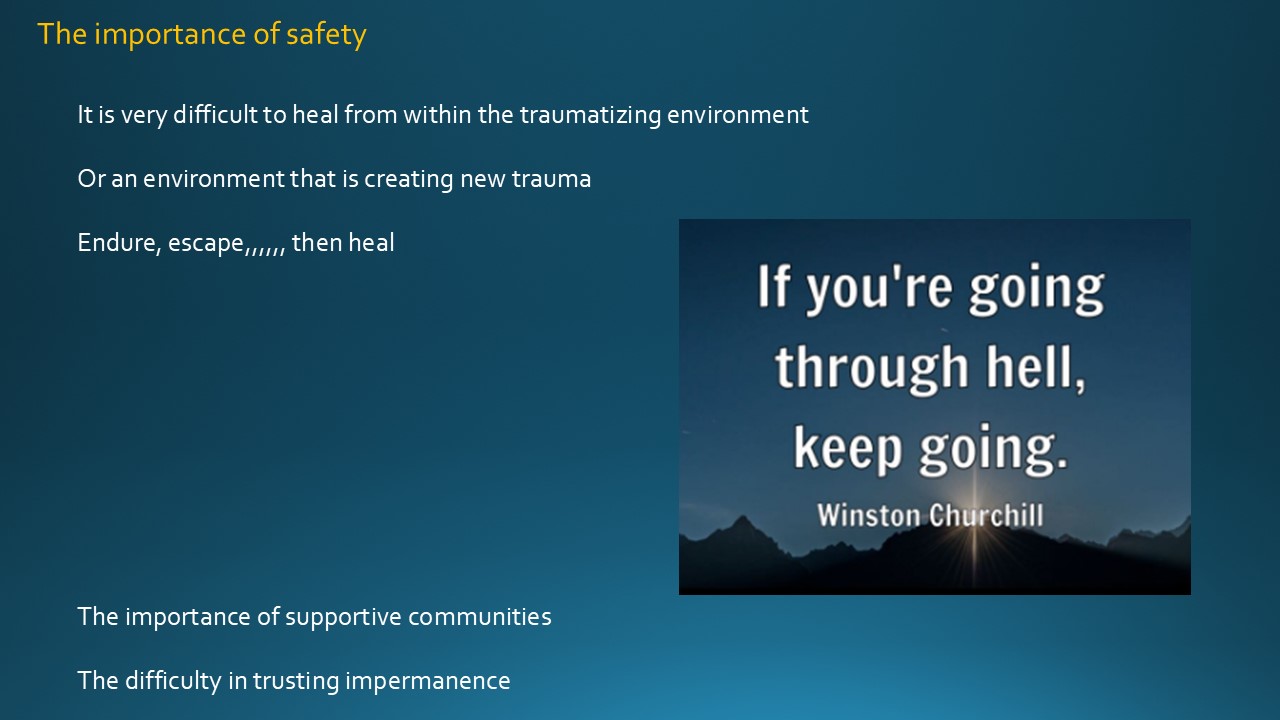 The importance of safety
It is very difficult to heal from within the traumatizing environment
Or an environment that is creating new trauma
Endure, escape,,,,,, then heal
If you're going
through hell,
keep going.
Winston Churchill
The importance of supportive communities
The difficulty in trusting impermanence